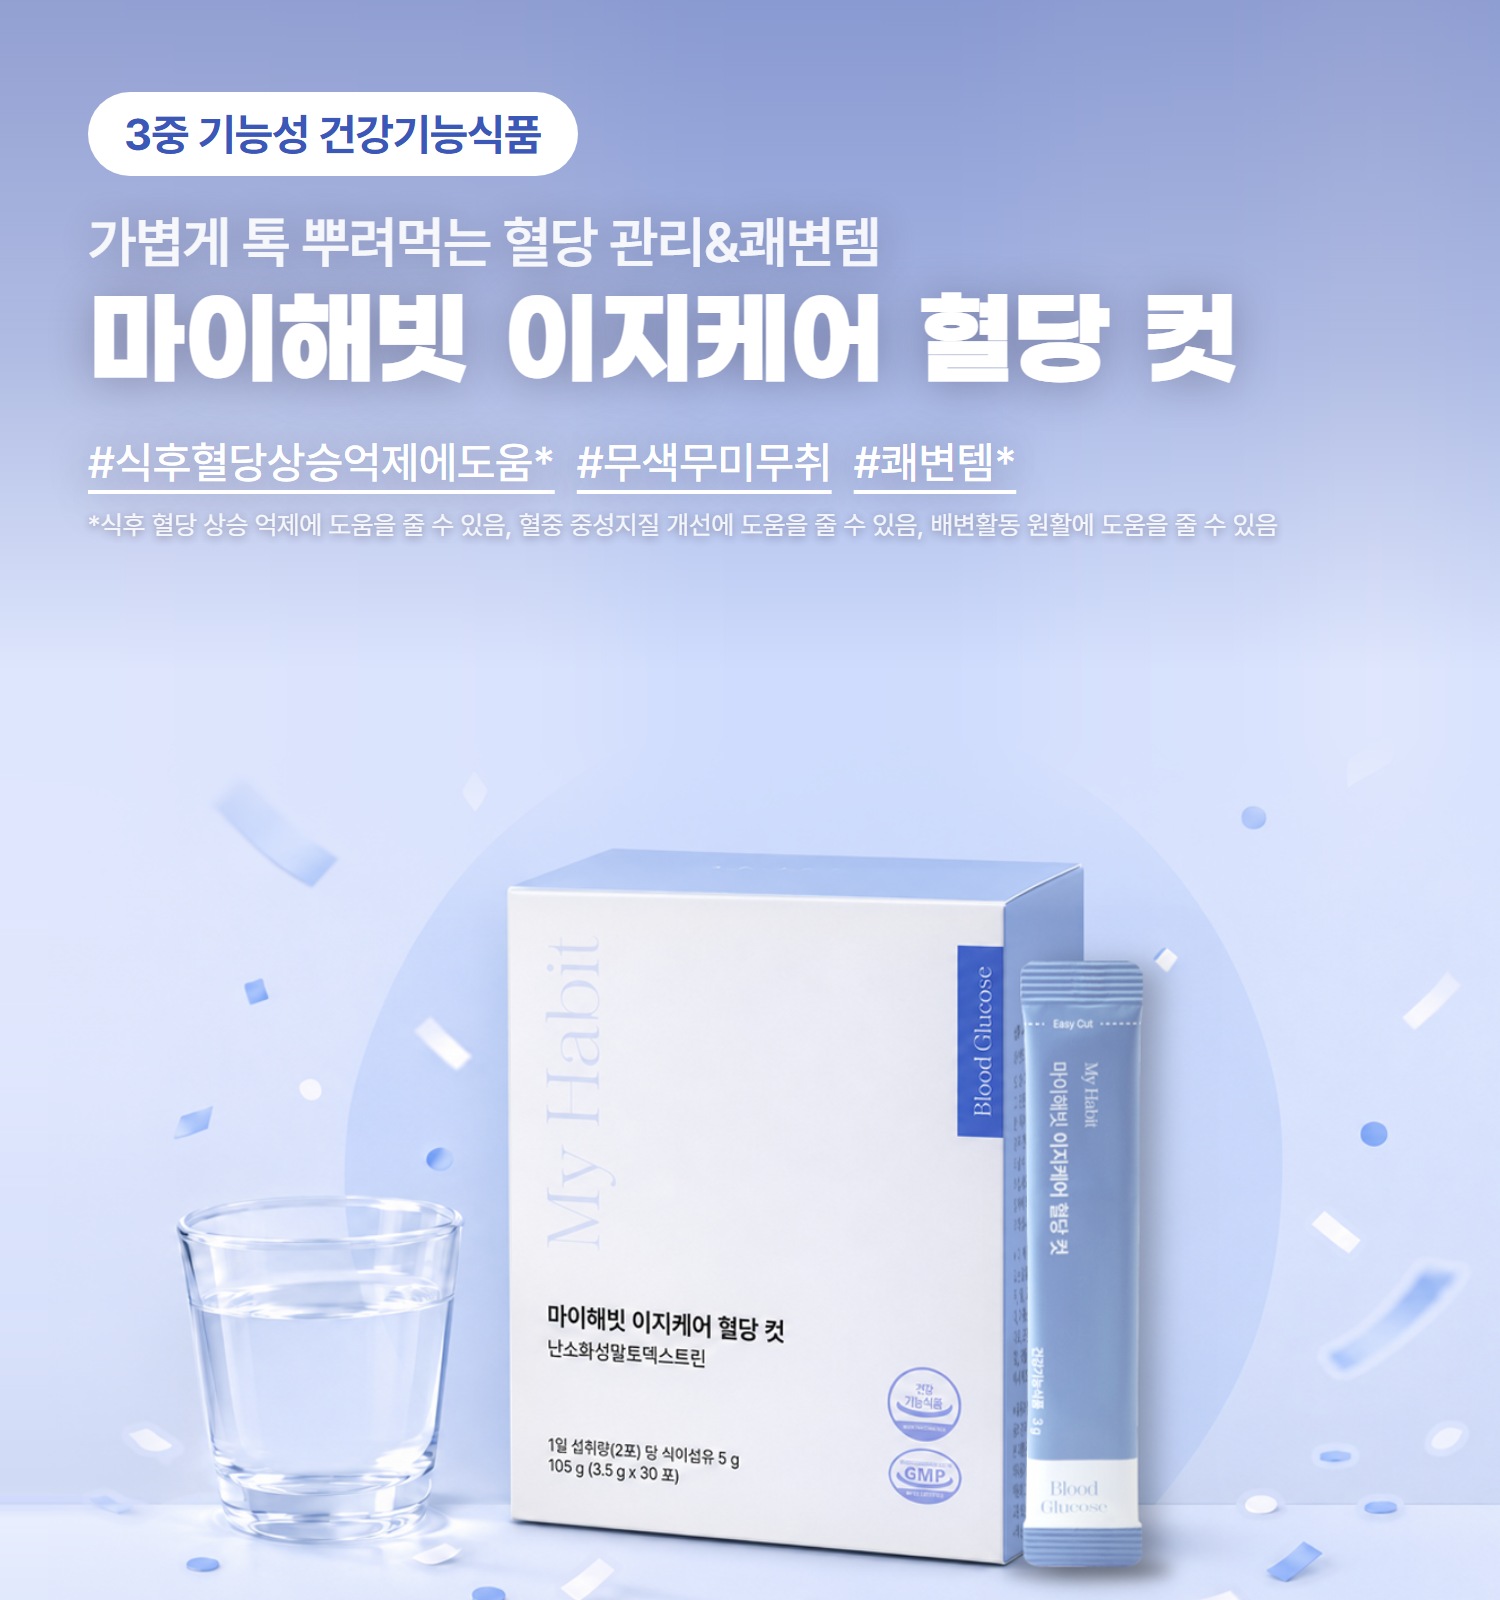 3중 기능성 건강기능식품
가볍게 톡 뿌려먹는 혈당 관리&쾌변템
마이해빗 이지케어 혈당 컷
#식후혈당상승억제에도움* #무색무미무취 #쾌변템*
*식후 혈당 상승 억제에 도움을 줄 수 있음, 혈중 중성지질 개선에 도움을 줄 수 있음, 배변활동 원활에 도움을 줄 수 있음
My Habit
Blood Glucose
마이해빗 이지케어 혈당 컷
난소화성말토덱스트린
1일 섭취량(2포) 당 식이섬유 5 g
105 g (3.5 g x 30 포)
건강
기능식품
GMP
Easy Cut
My Habit
마이해빗 이지케어 혈당 컷
건강기능식품 3 g
Blood
Glucose